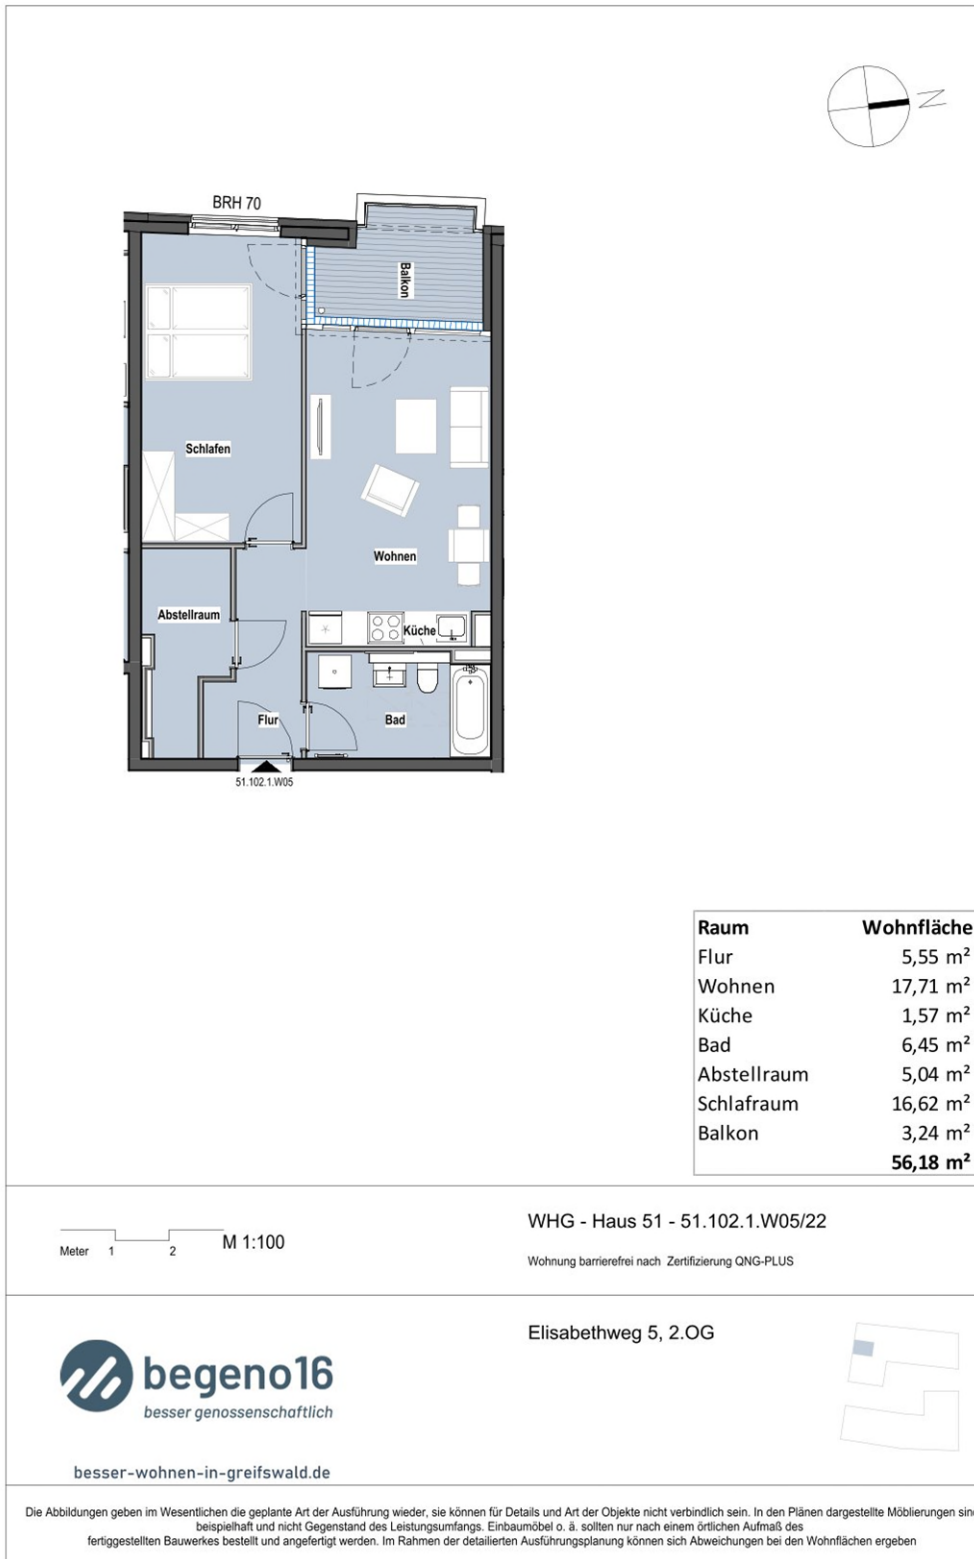 N
BRH 70
Balkon
Schlafen
Wohnen
Abstellraum
Küche
Flur
Bad
51.102.1.W05
Raum Wohnfläche
Flur 5,55 m²
Wohnen 17,71 m²
Küche 1,57 m²
Bad 6,45 m²
Abstellraum 5,04 m²
Schlafraum 16,62 m²
Balkon 3,24 m²
56,18 m²
Meter 1 2 M 1:100
WHG - Haus 51 - 51.102.1.W05/22
Wohnung barrierefrei nach Zertifizierung QNG-PLUS
Elisabethweg 5, 2.OG
begeno16
besser genossenschaftlich
besser-wohnen-in-greifswald.de
Die Abbildungen geben im Wesentlichen die geplante Art der Ausführung wieder, sie können für Details und Art der Objekte nicht verbindlich sein. In den Plänen dargestellte Möblierungen sin
beispielhaft und nicht Gegenstand des Leistungsumfangs. Einbaumöbel o. ä. sollten nur nach einem örtlichen Aufmaß des
fertiggestellten Bauwerkes bestellt und angefertigt werden. Im Rahmen der detailierten Ausführungsplanung können sich Abweichungen bei den Wohnflächen ergeben